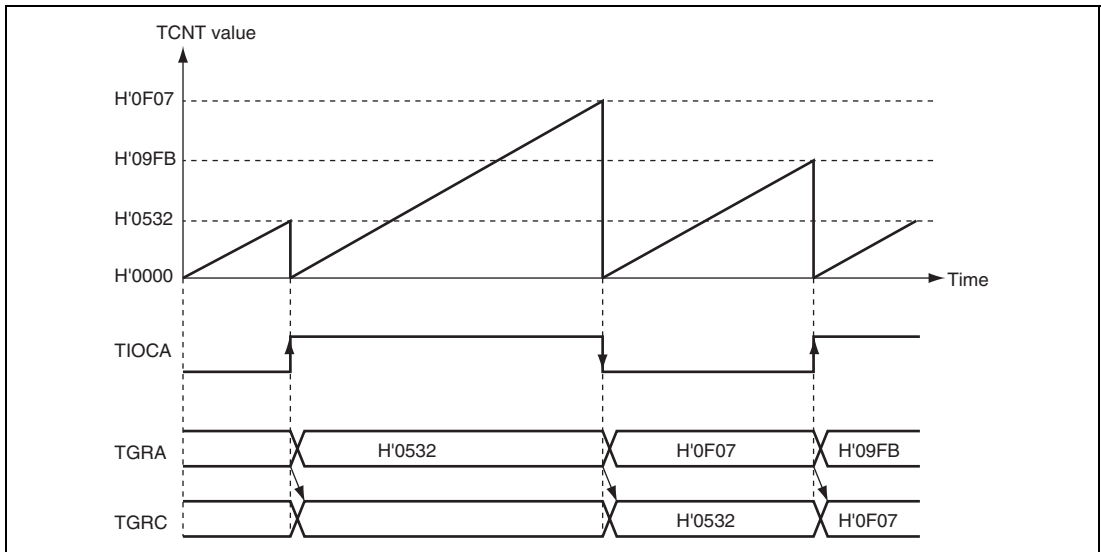 TCNT value
H'0F07
H'09FB
H'0532
H'0000
Time
TIOCA
TGRA
H'0532
H'0F07
H'09FB
TGRC
H'0532
H'0F07